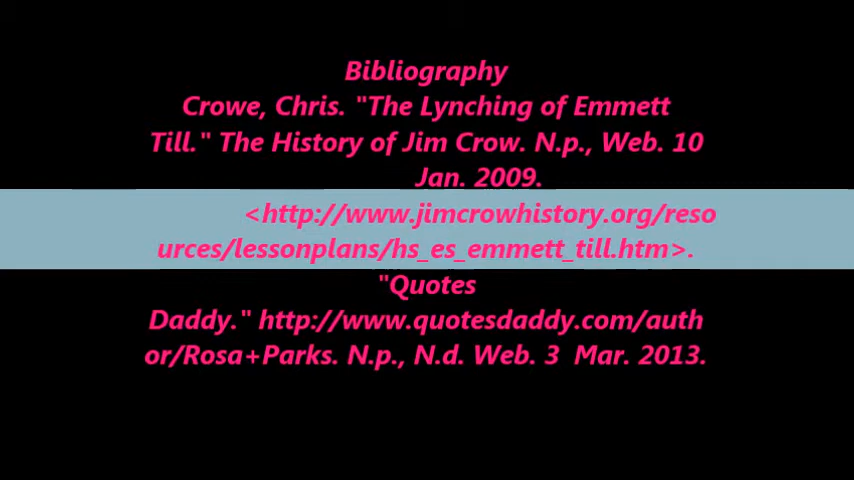 Bibliography
Crowe, Chris. "The Lynching of Emmett
Till." The History of Jim Crow. N.p., Web. 10
Jan. 2009.
<http://www.jimcrowhistory.org/reso
urces/lessonplans/hs_es_emmett_till.htm>.
"Quotes
Daddy." http://www.quotesdaddy.com/auth
or/Rosa+Parks. N.p., N.d. Web. 3  Mar. 2013.